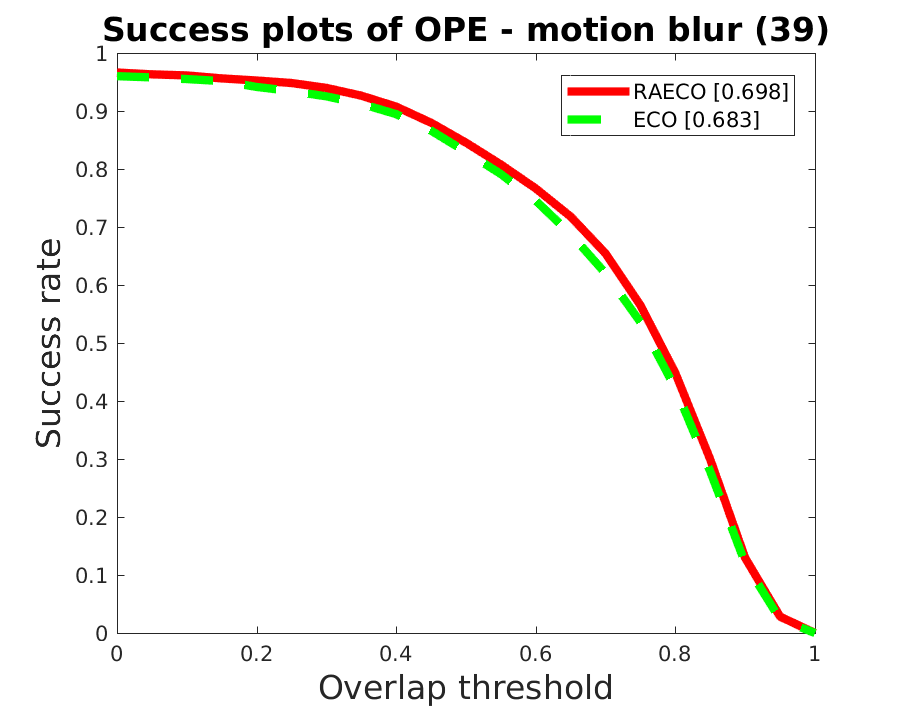 Success plots of OPE - motion blur (39)
RAECO [0.698]
ECO [0.683]
Success rate
1
0.9
0.8
0.7
0.6
0.5
0.4
0.3
0.2
0.1
0
0 0.2 0.4 0.6 0.8 1
Overlap threshold